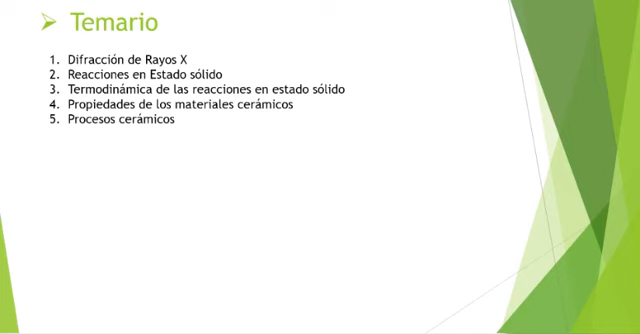 ➢ Temario
1. Difracción de Rayos X
2. Reacciones en Estado sólido
3. Termodinámica de las reacciones en estado sólido
4. Propiedades de los materiales cerámicos
5. Procesos cerámicos